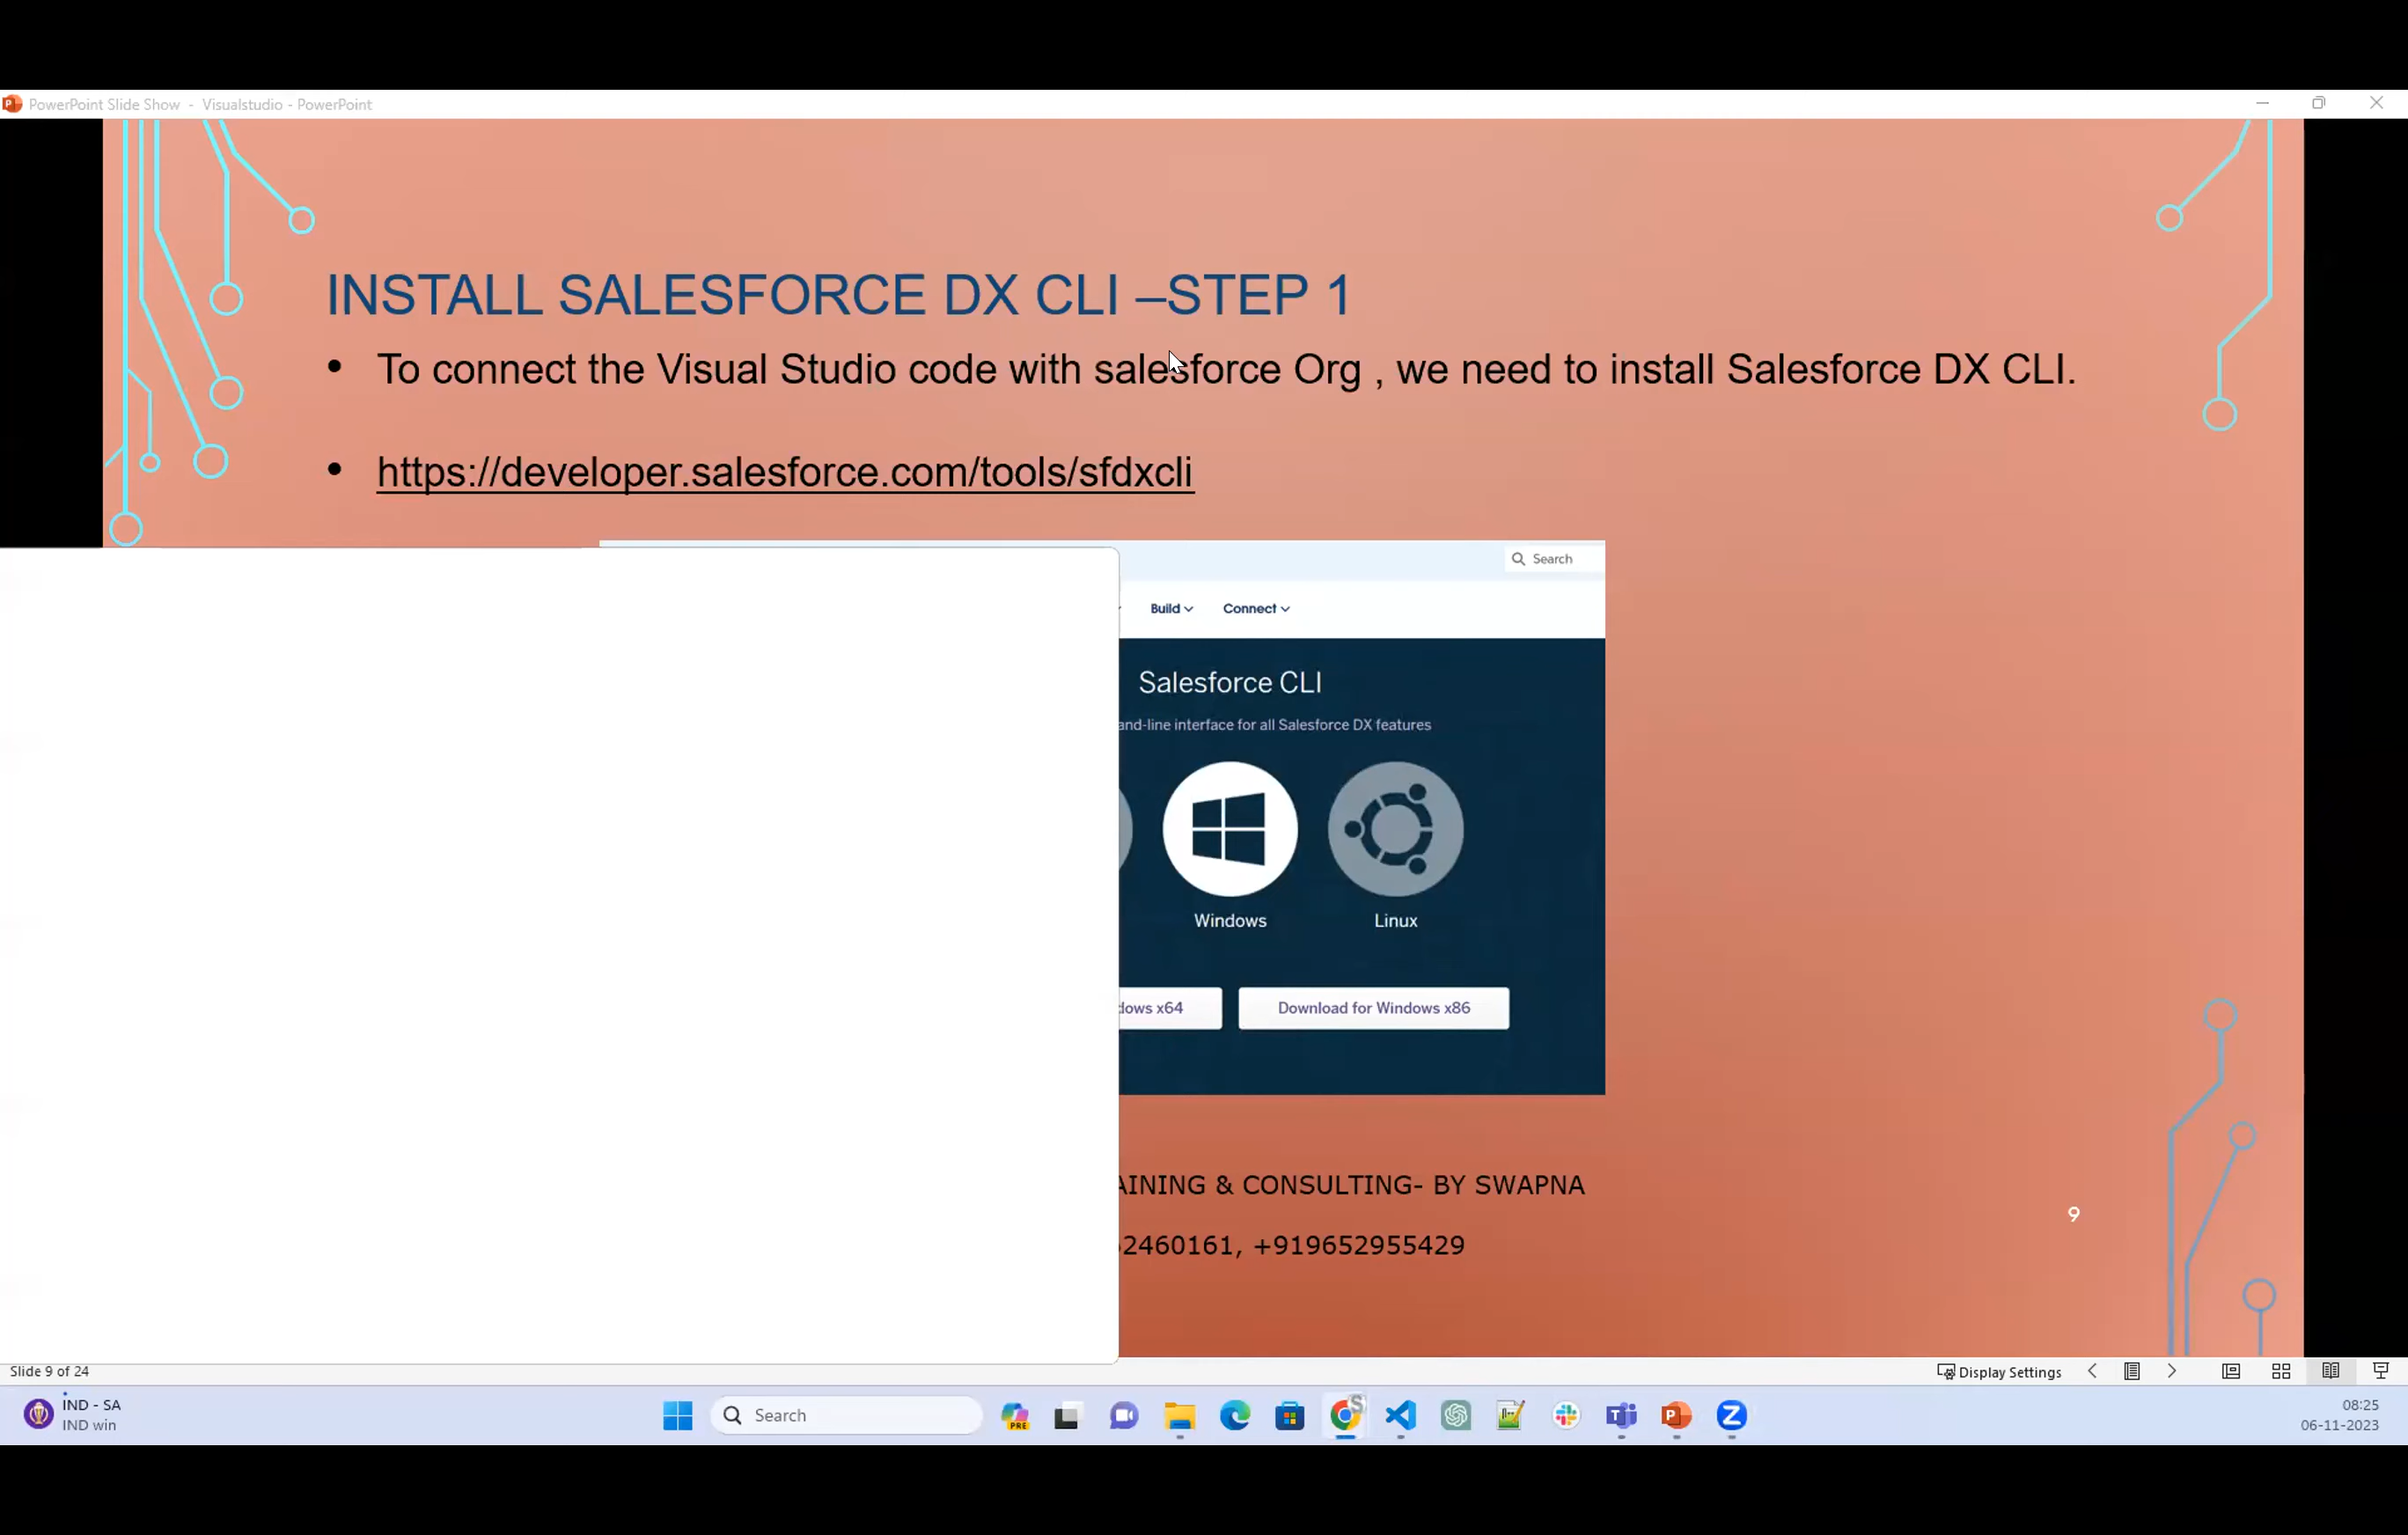 PowerPoint Slide Show - Visualstudio - PowerPoint
INSTALL SALESFORCE DX CLI –STEP 1
• To connect the Visual Studio code with salesforce Org , we need to install Salesforce DX CLI.
• https://developer.salesforce.com/tools/sfdxcli
Search
Build Connect
Salesforce CLI
and-line interface for all Salesforce DX features
Windows Linux
x64 Download for Windows x86
& CONSULTING- BY SWAPNA
9
2460161, +919652955429
Slide 9 of 24
Display Settings
IND - SA
IND win
Search
PRE
08:25
06-11-2023